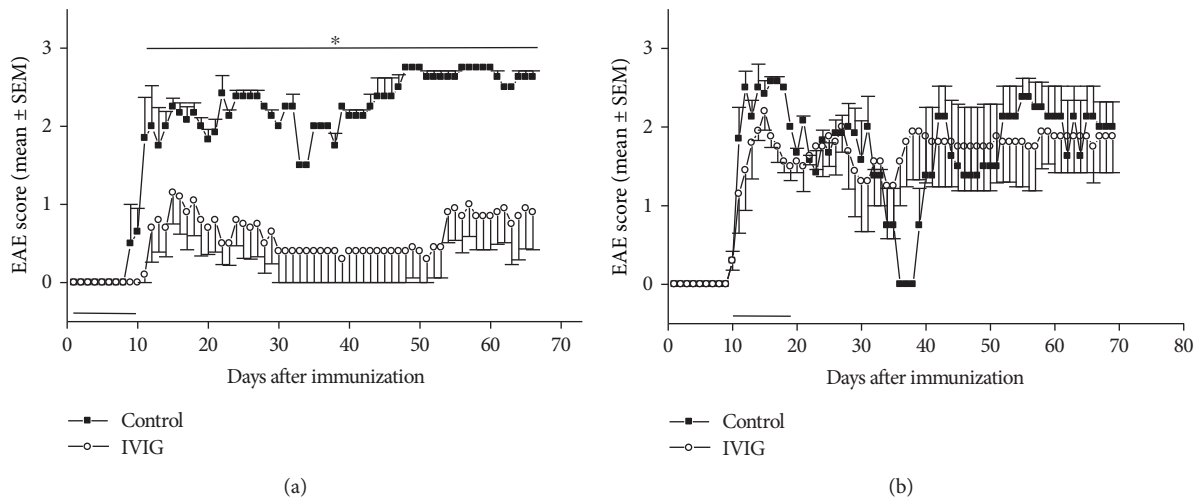 EAE score (mean ± SEM)
3
2
1
0
*
0 10 20 30 40 50 60 70
Days after immunization
Control
IVIG
(a)
EAE score (mean ± SEM)
3
2
1
0
0 10 20 30 40 50 60 70 80
Days after immunization
Control
IVIG
(b)